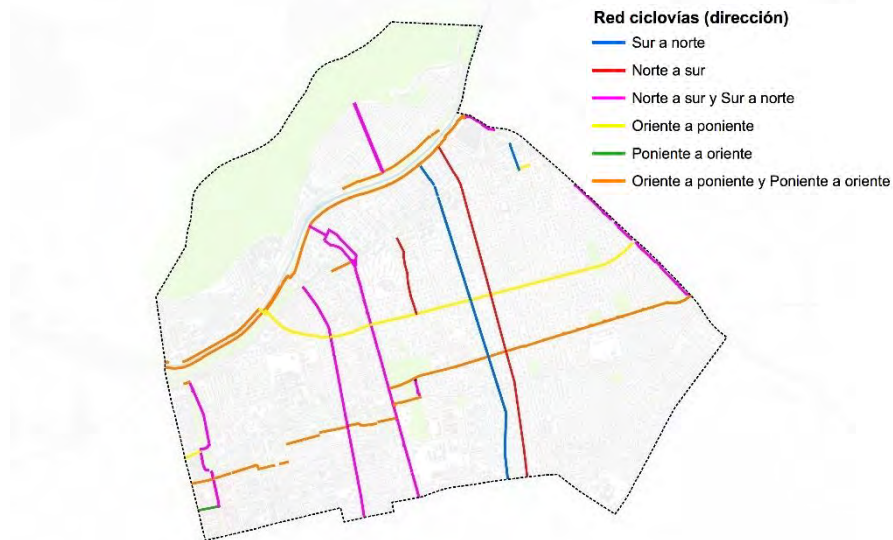 Red ciclovías (dirección)
Sur a norte
Norte a sur
Norte a sur y Sur a norte
Oriente a poniente
Poniente a oriente
Oriente a poniente y Poniente a oriente